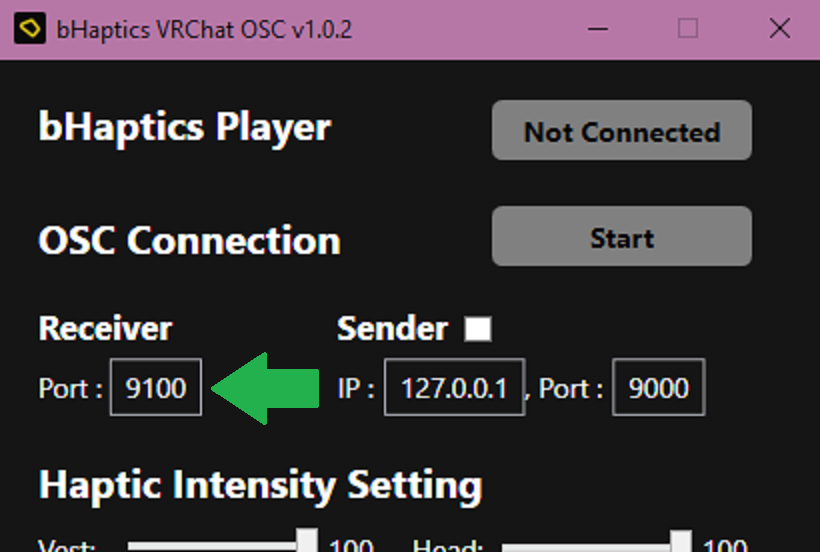 bHaptics VRChat OSC v1.0.2
bHaptics Player
Not Connected
OSC Connection
Start
Receiver
Sender
Port : 9100
IP : 127.0.0.1 , Port : 9000
Haptic Intensity Setting
Vest: 100 Head: 100